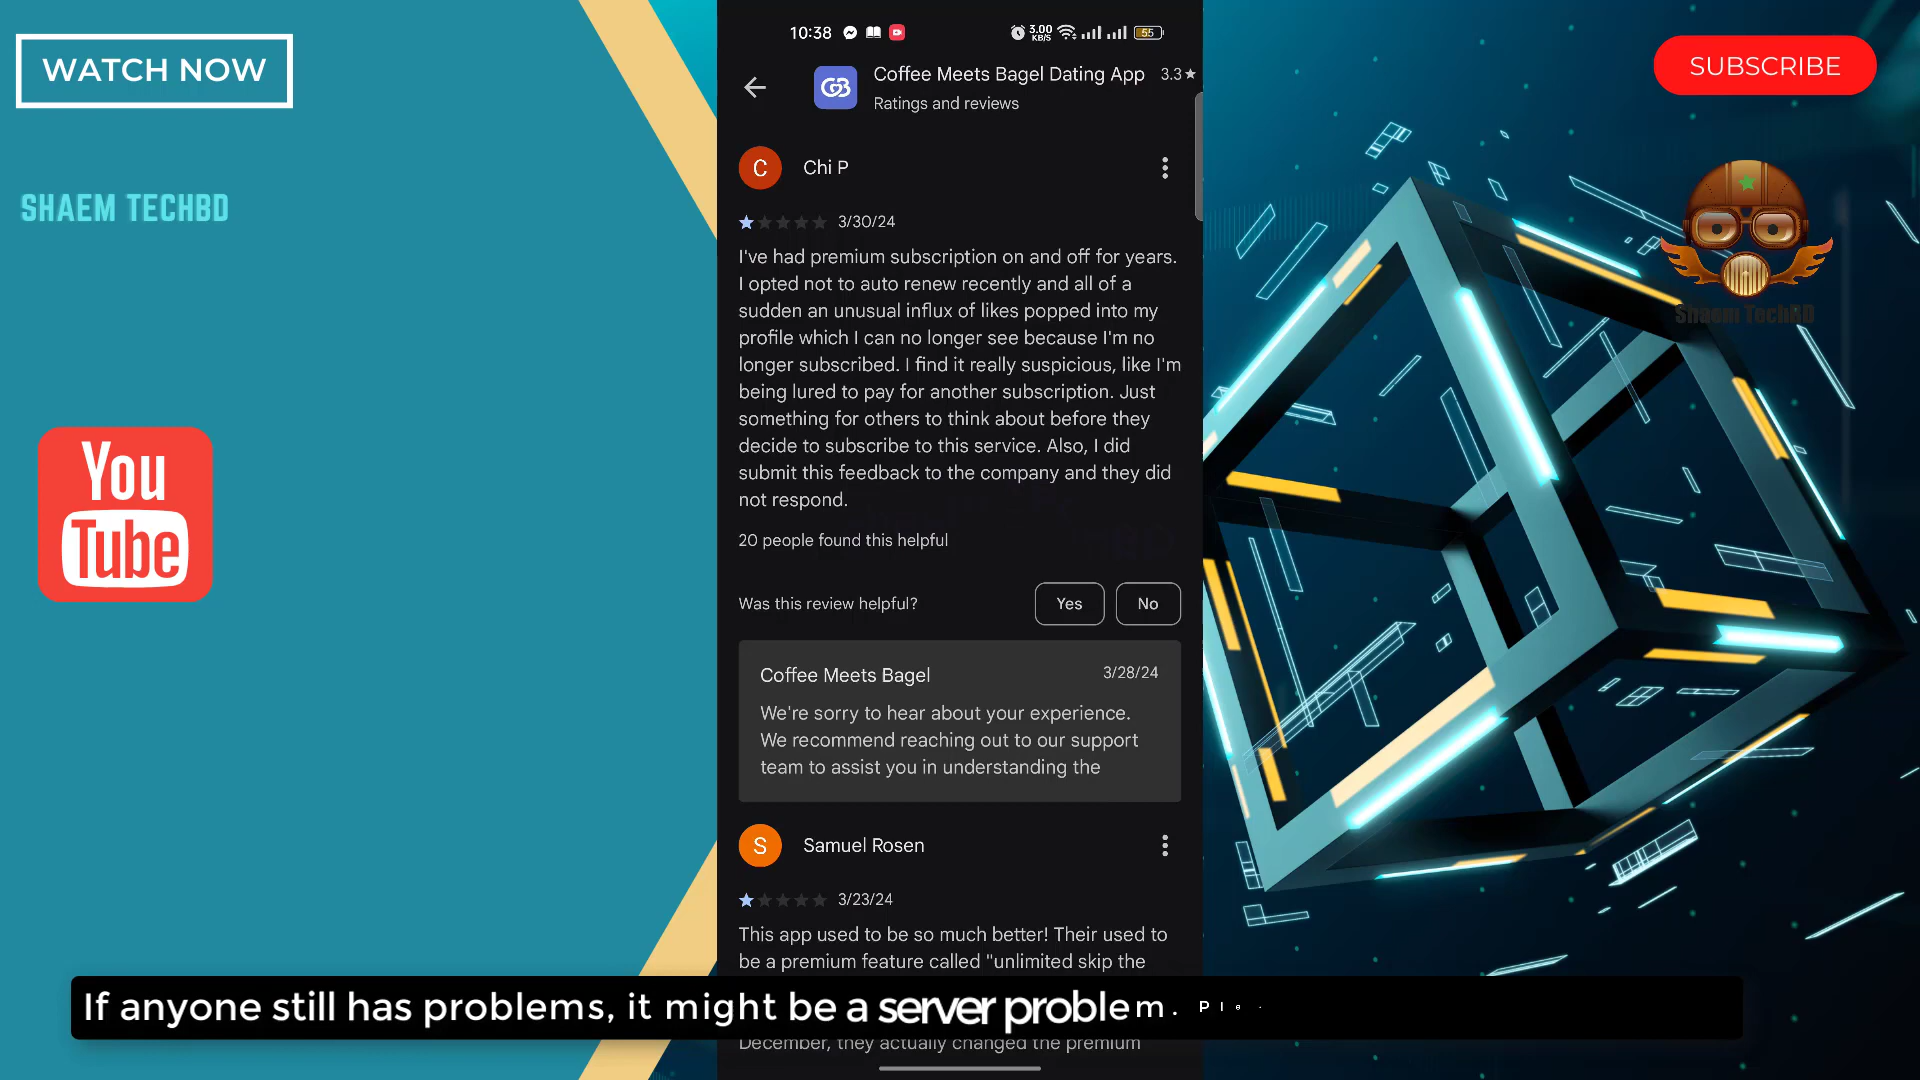 WATCH NOW
SHAEM TECHBD
You
Tube
10:38
3.00
KB/S
55
Coffee Meets Bagel Dating App 3.3★
Ratings and reviews
C
Chi P
3/30/24
I've had premium subscription on and off for years.
I opted not to auto renew recently and all of a
sudden an unusual influx of likes popped into my
profile which I can no longer see because I'm no
longer subscribed. I find it really suspicious, like I'm
being lured to pay for another subscription. Just
something for others to think about before they
decide to subscribe to this service. Also, I did
submit this feedback to the company and they did
not respond.
20 people found this helpful
Was this review helpful?
Yes
No
Coffee Meets Bagel
3/28/24
We're sorry to hear about your experience.
We recommend reaching out to our support
team to assist you in understanding the
S
Samuel Rosen
3/23/24
This app used to be so much better! Their used to
be a premium feature called "unlimited skip the
If anyone still has problems, it might be a server problem. Ple
December, they actually changed the premium
SUBSCRIBE
Shaem TechBD